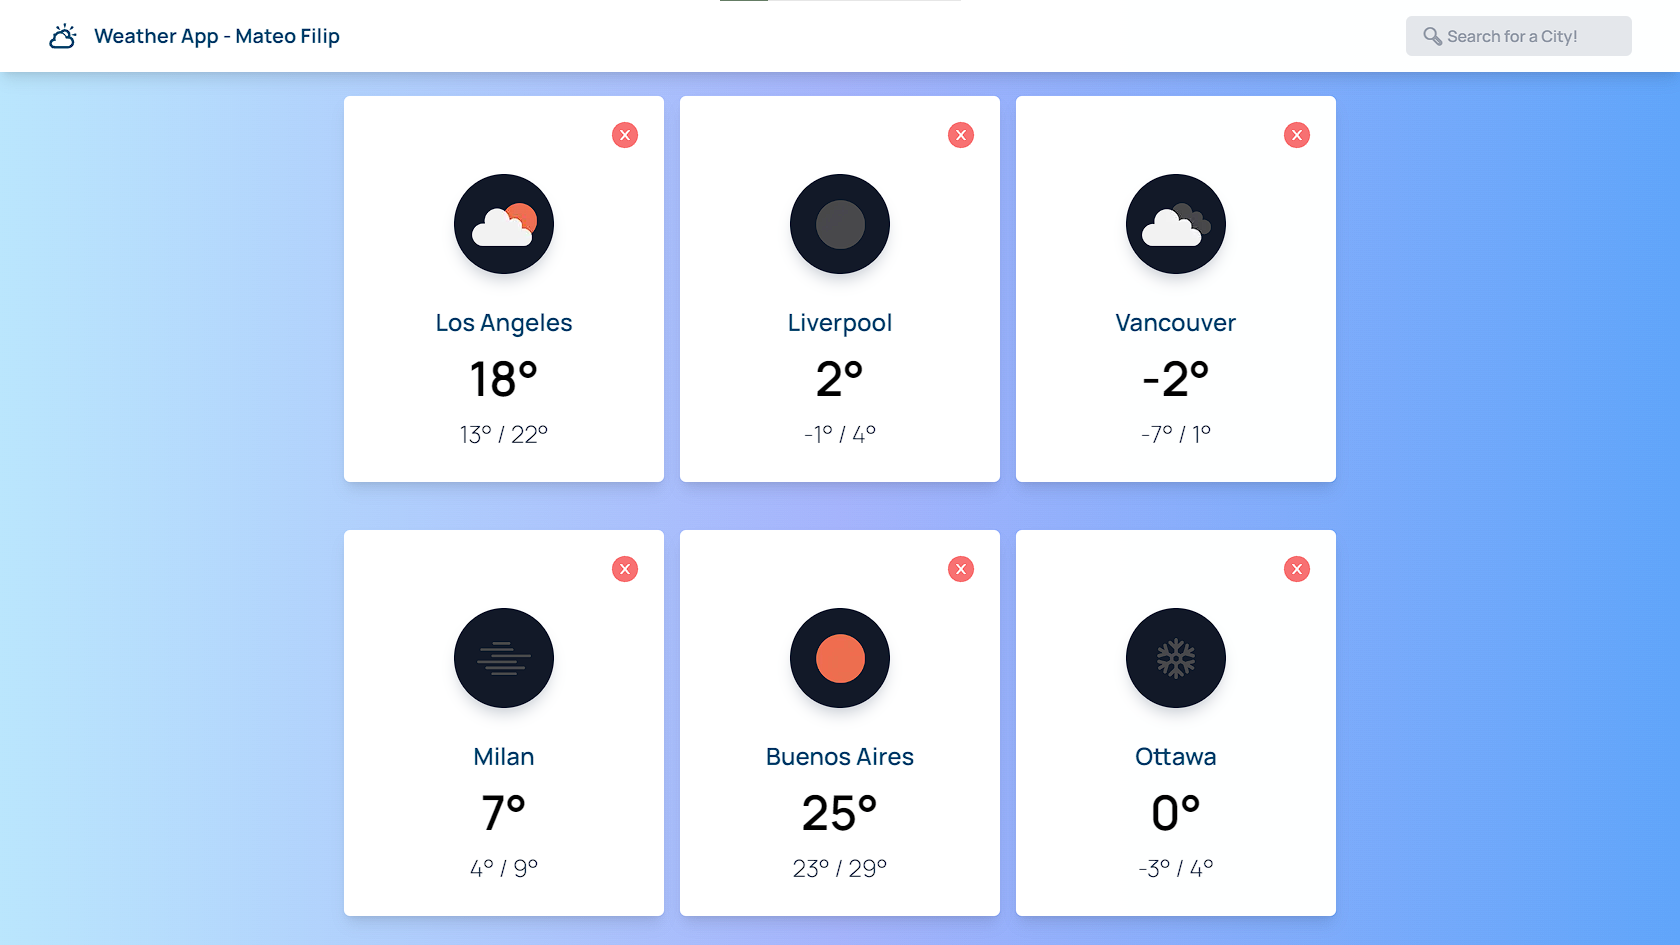 Weather App - Mateo Filip
Search for a City!
X
X
X
Los Angeles
Liverpool
Vancouver
18°
2°
-2°
13° / 22°
-1° / 4°
-7° / 1°
X
X
X
Milan
Buenos Aires
Ottawa
7°
25°
0°
4° / 9°
23° / 29°
-3° / 4°